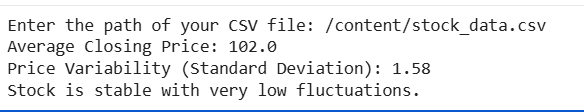 Enter the path of your CSV file: /content/stock_data.csv
Average Closing Price: 102.0
Price Variability (Standard Deviation): 1.58
Stock is stable with very low fluctuations.